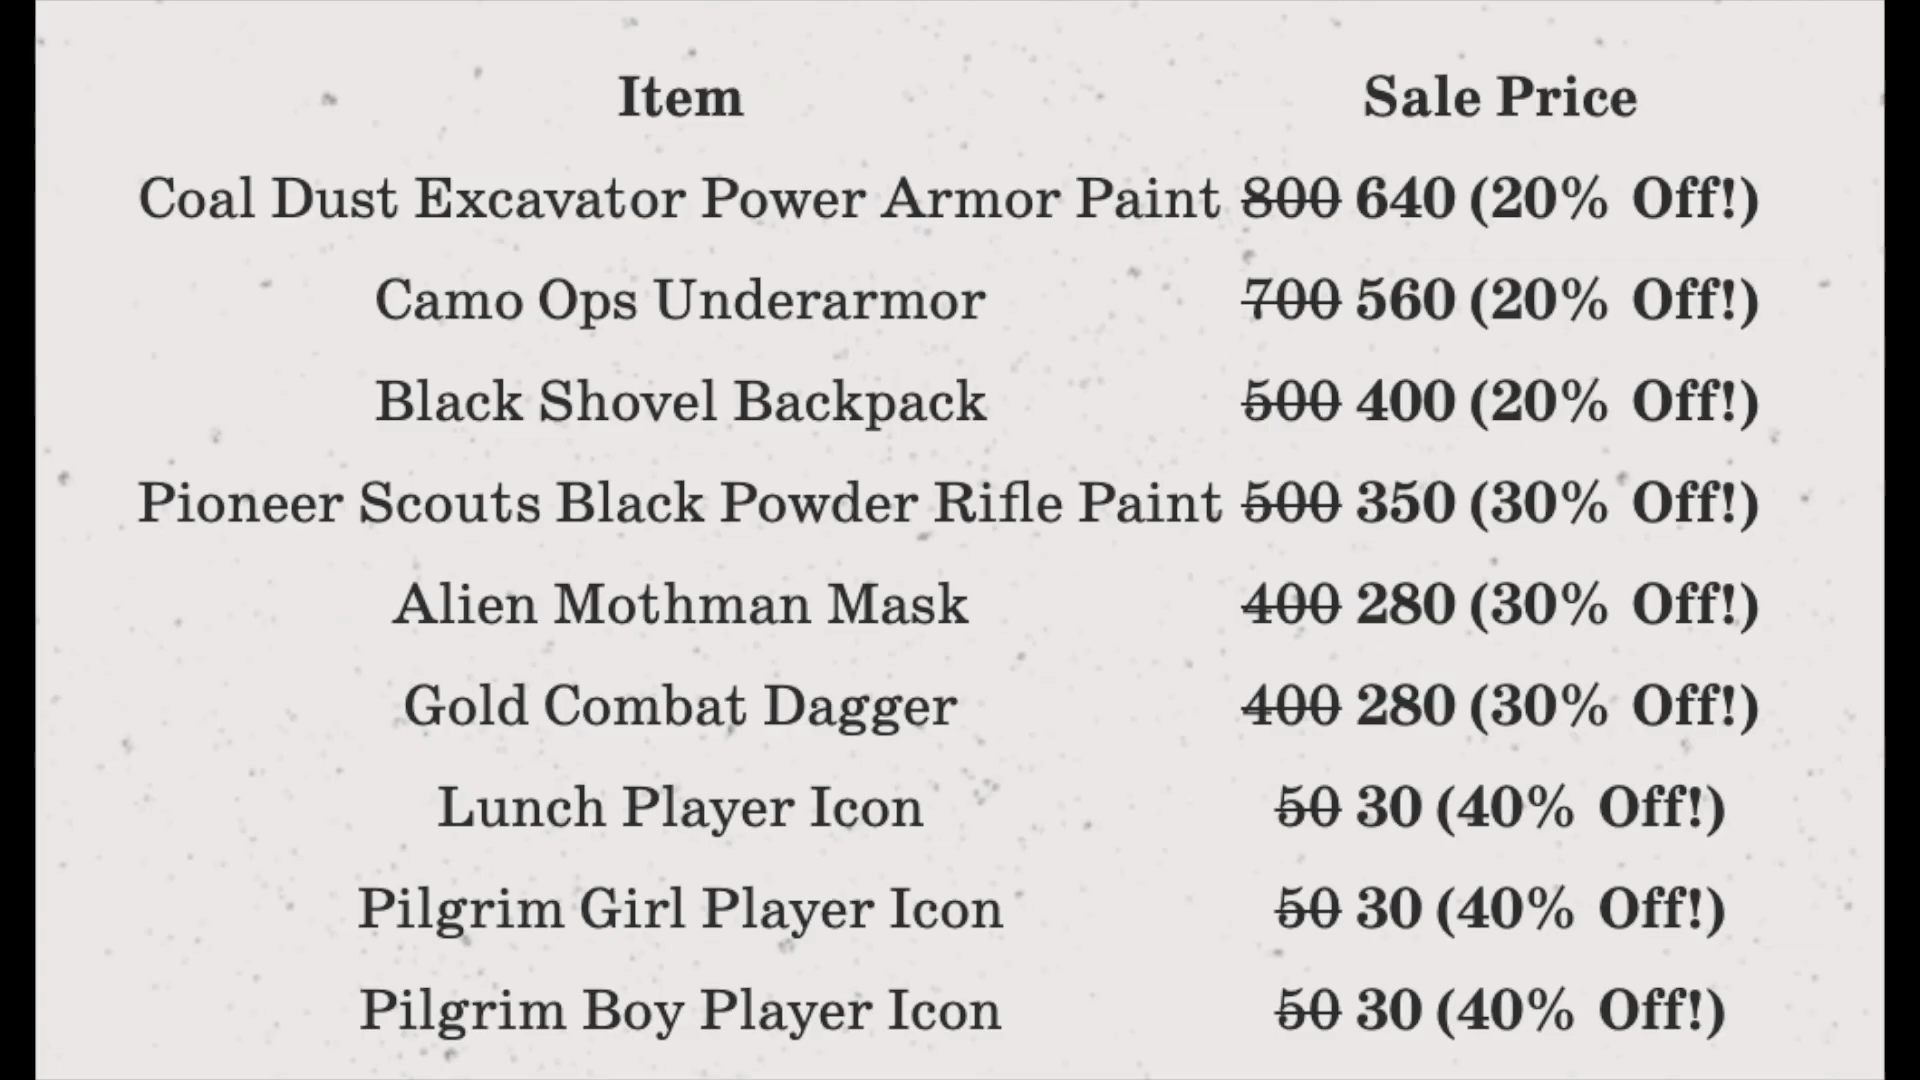 Item Sale Price
Coal Dust Excavator Power Armor Paint 800 640 (20% Off!)
Camo Ops Underarmor 700 560 (20% Off!)
Black Shovel Backpack 500 400 (20% Off!)
Pioneer Scouts Black Powder Rifle Paint 500 350 (30% Off!)
Alien Mothman Mask 400 280 (30% Off!)
Gold Combat Dagger 400 280 (30% Off!)
Lunch Player Icon 50 30 (40% Off!)
Pilgrim Girl Player Icon 50 30 (40% Off!)
Pilgrim Boy Player Icon 50 30 (40% Off!)